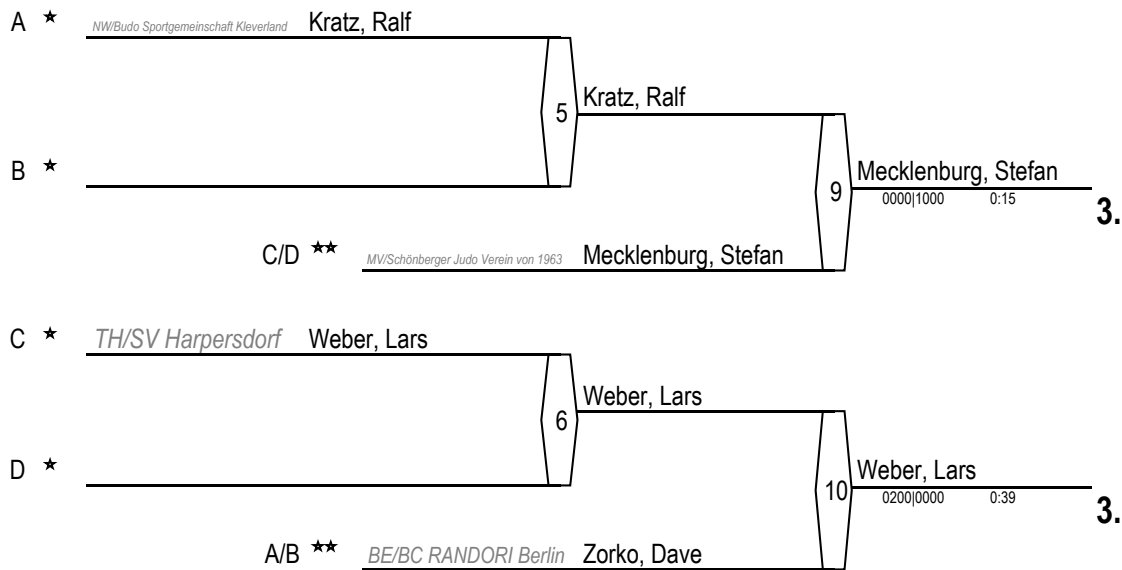 A ★ NW/Budo Sportgemeinschaft Kleverland Kratz, Ralf
5 Kratz, Ralf
B ★
9 Mecklenburg, Stefan
0000|1000 0:15
3.
C/D ★★ MV/Schönberger Judo Verein von 1963 Mecklenburg, Stefan
C ★ TH/SV Harpersdorf Weber, Lars
6 Weber, Lars
D ★
10 Weber, Lars
0200|0000 0:39
3.
A/B ★★ BE/BC RANDORI Berlin Zorko, Dave